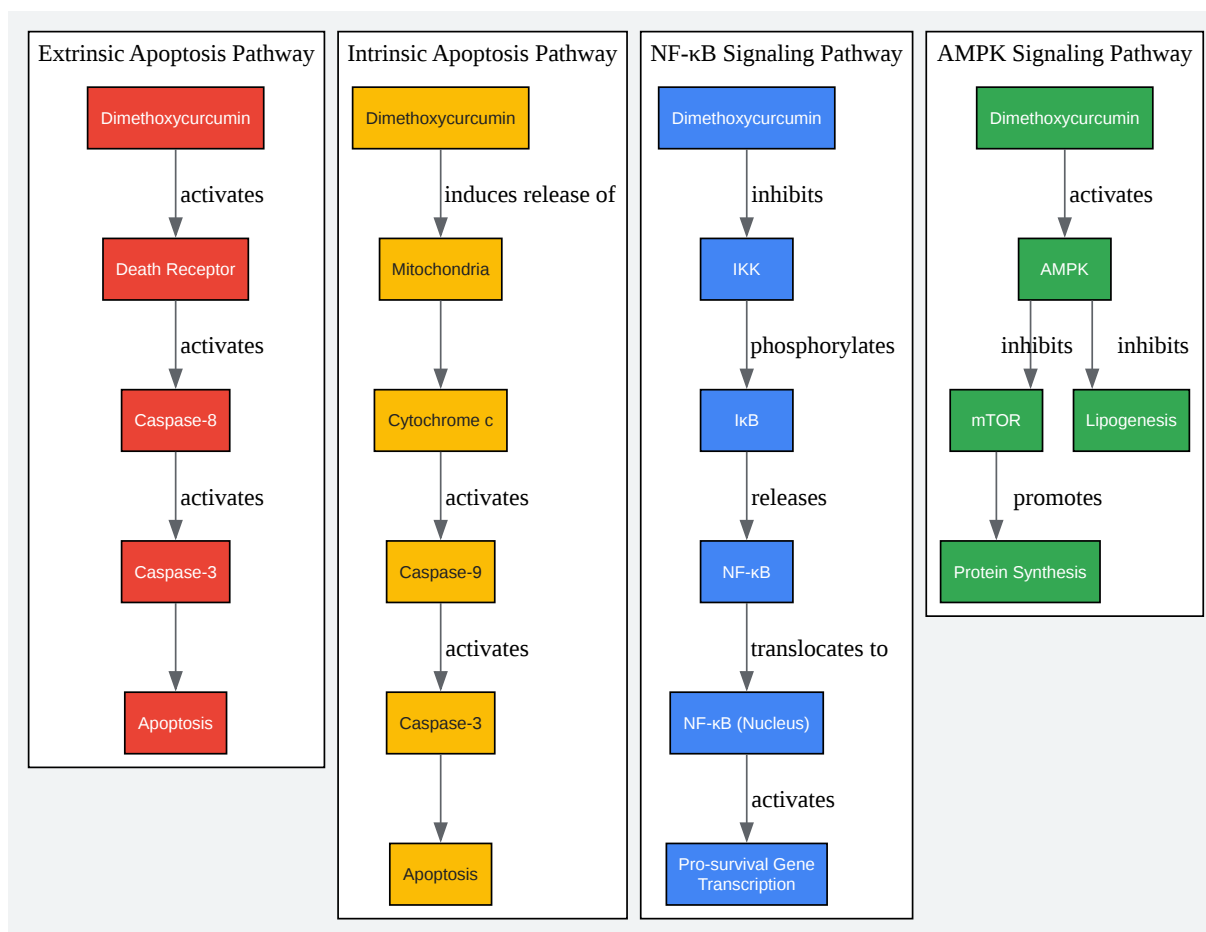 Extrinsic Apoptosis Pathway
Dimethoxycurcumin
activates
Death Receptor
activates
Caspase-8
activates
Caspase-3
Apoptosis
Intrinsic Apoptosis Pathway
Dimethoxycurcumin
induces release of
Mitochondria
Cytochrome c
activates
Caspase-9
activates
Caspase-3
Apoptosis
NF-κB Signaling Pathway
Dimethoxycurcumin
inhibits
IKK
phosphorylates
IκB
releases
NF-κB
translocates to
NF-κB (Nucleus)
activates
Pro-survival Gene
Transcription
AMPK Signaling Pathway
Dimethoxycurcumin
activates
AMPK
inhibits
inhibits
mTOR
Lipogenesis
promotes
Protein Synthesis